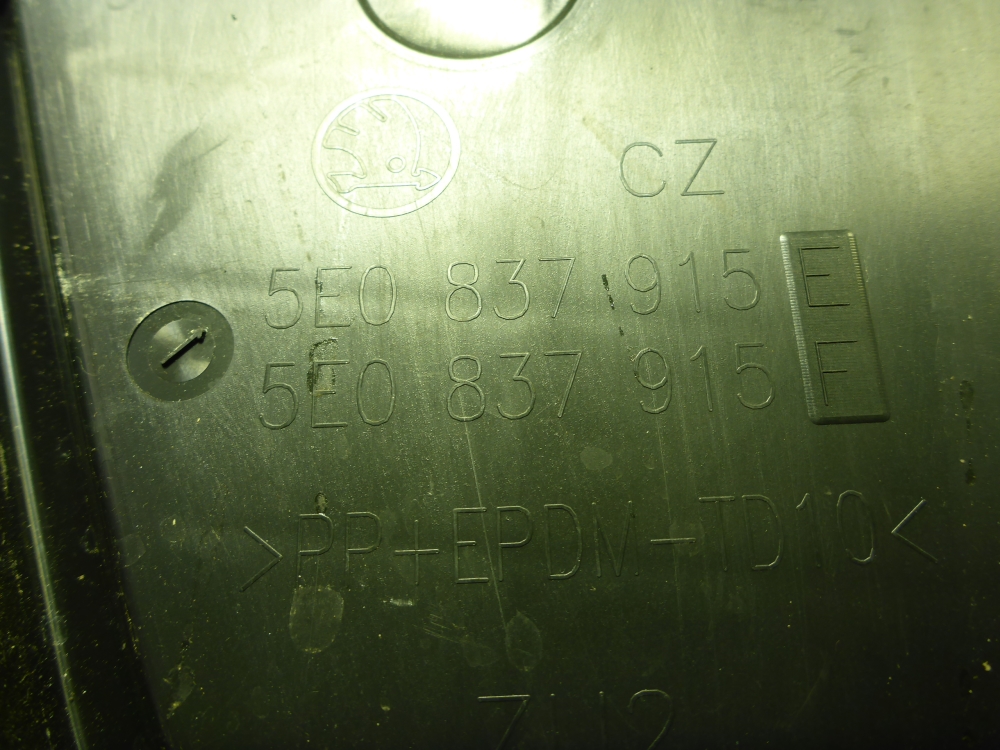 CZ
5E0 837 915 E
5E0 837 915 F
>PP+EPDM-TD10<